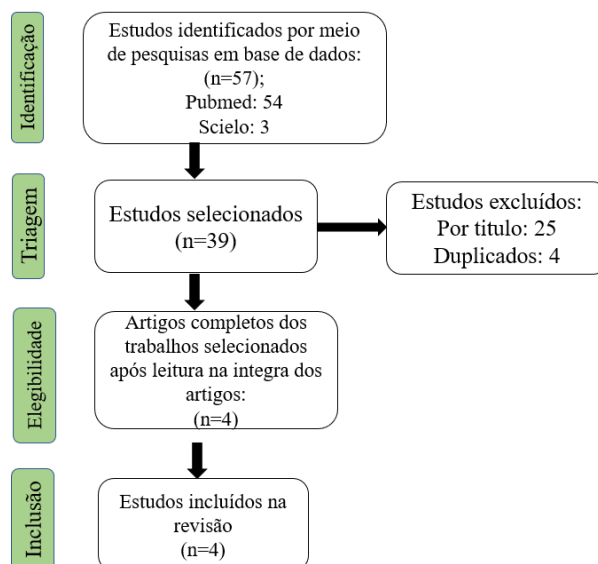 Identificação
Estudos identificados por meio
de pesquisas em base de dados:
(n=57);
Pubmed: 54
Scielo: 3
Triagem
Estudos selecionados
(n=39)
Estudos excluídos:
Por titulo: 25
Duplicados: 4
Elegibilidade
Artigos completos dos
trabalhos selecionados
após leitura na integra dos
artigos:
(n=4)
Inclusão
Estudos incluídos na
revisão
(n=4)